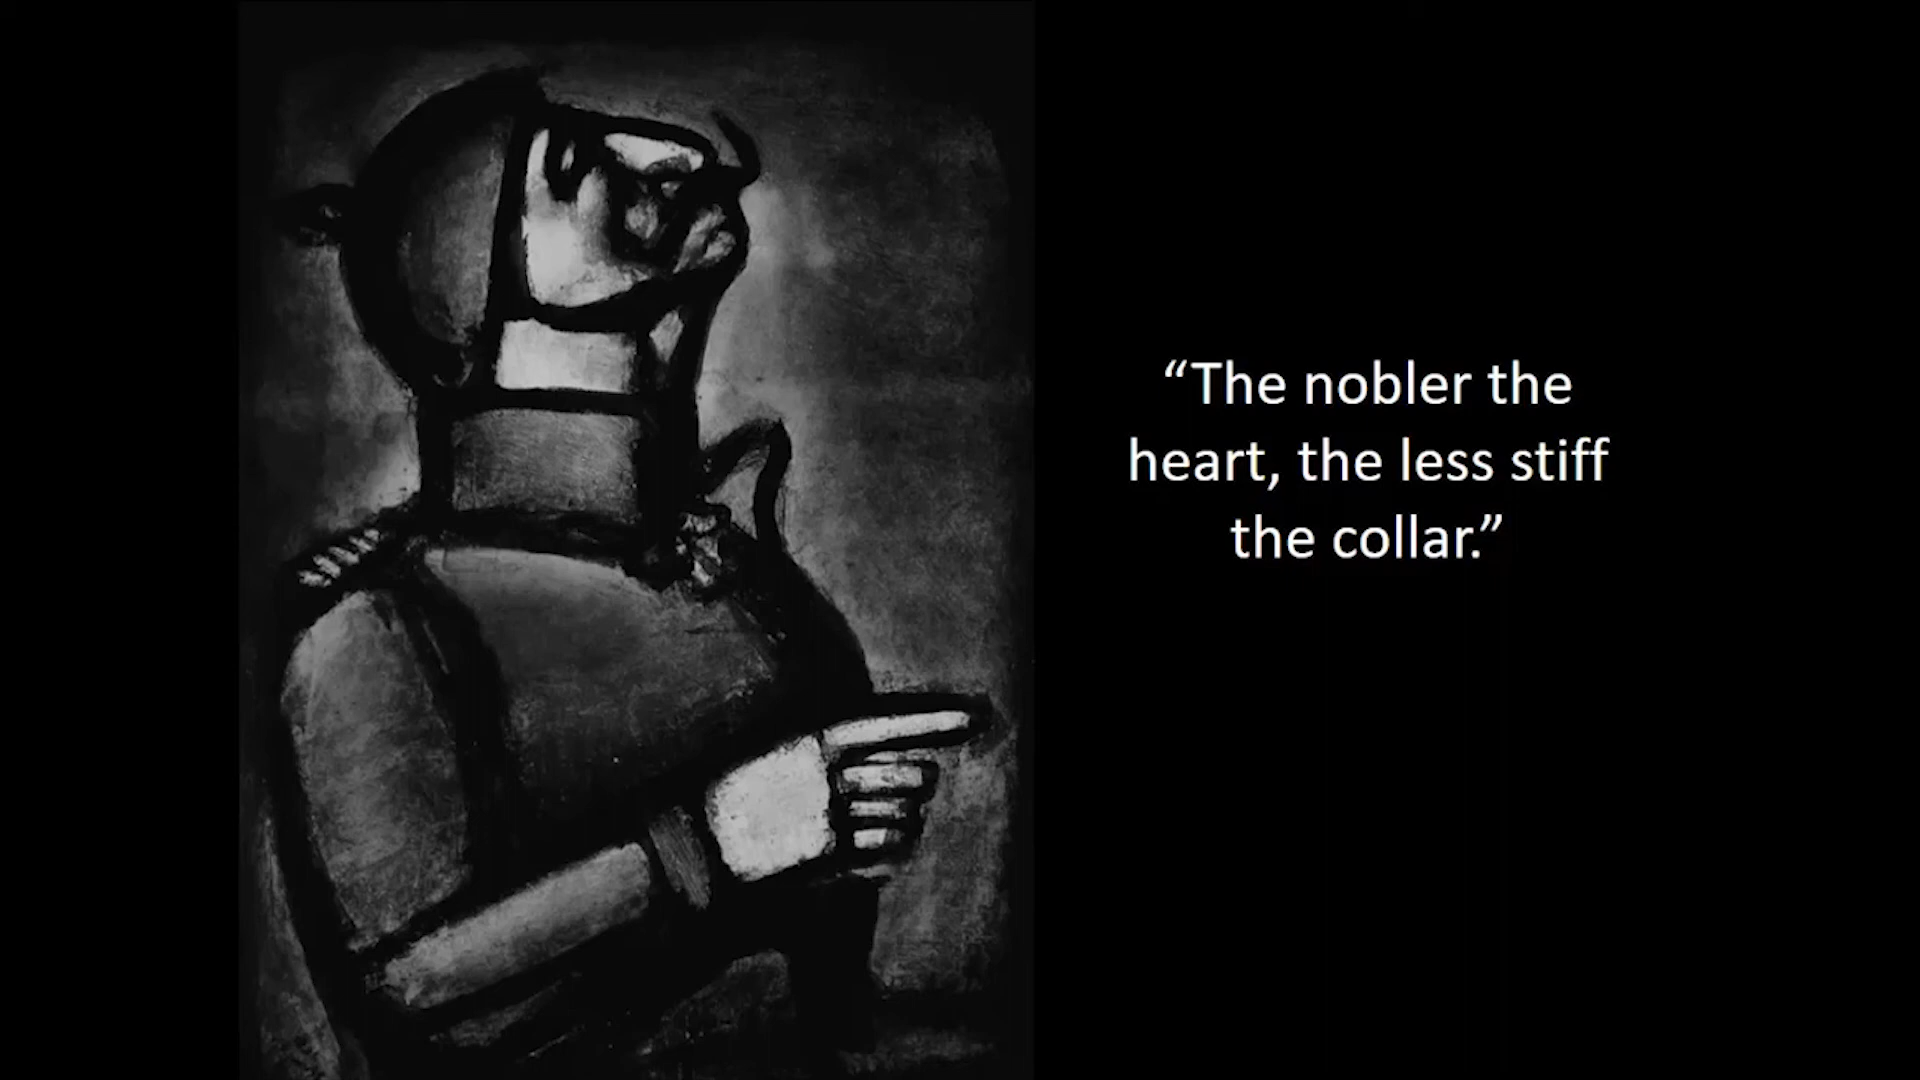 “The nobler the
heart, the less stiff
the collar.”